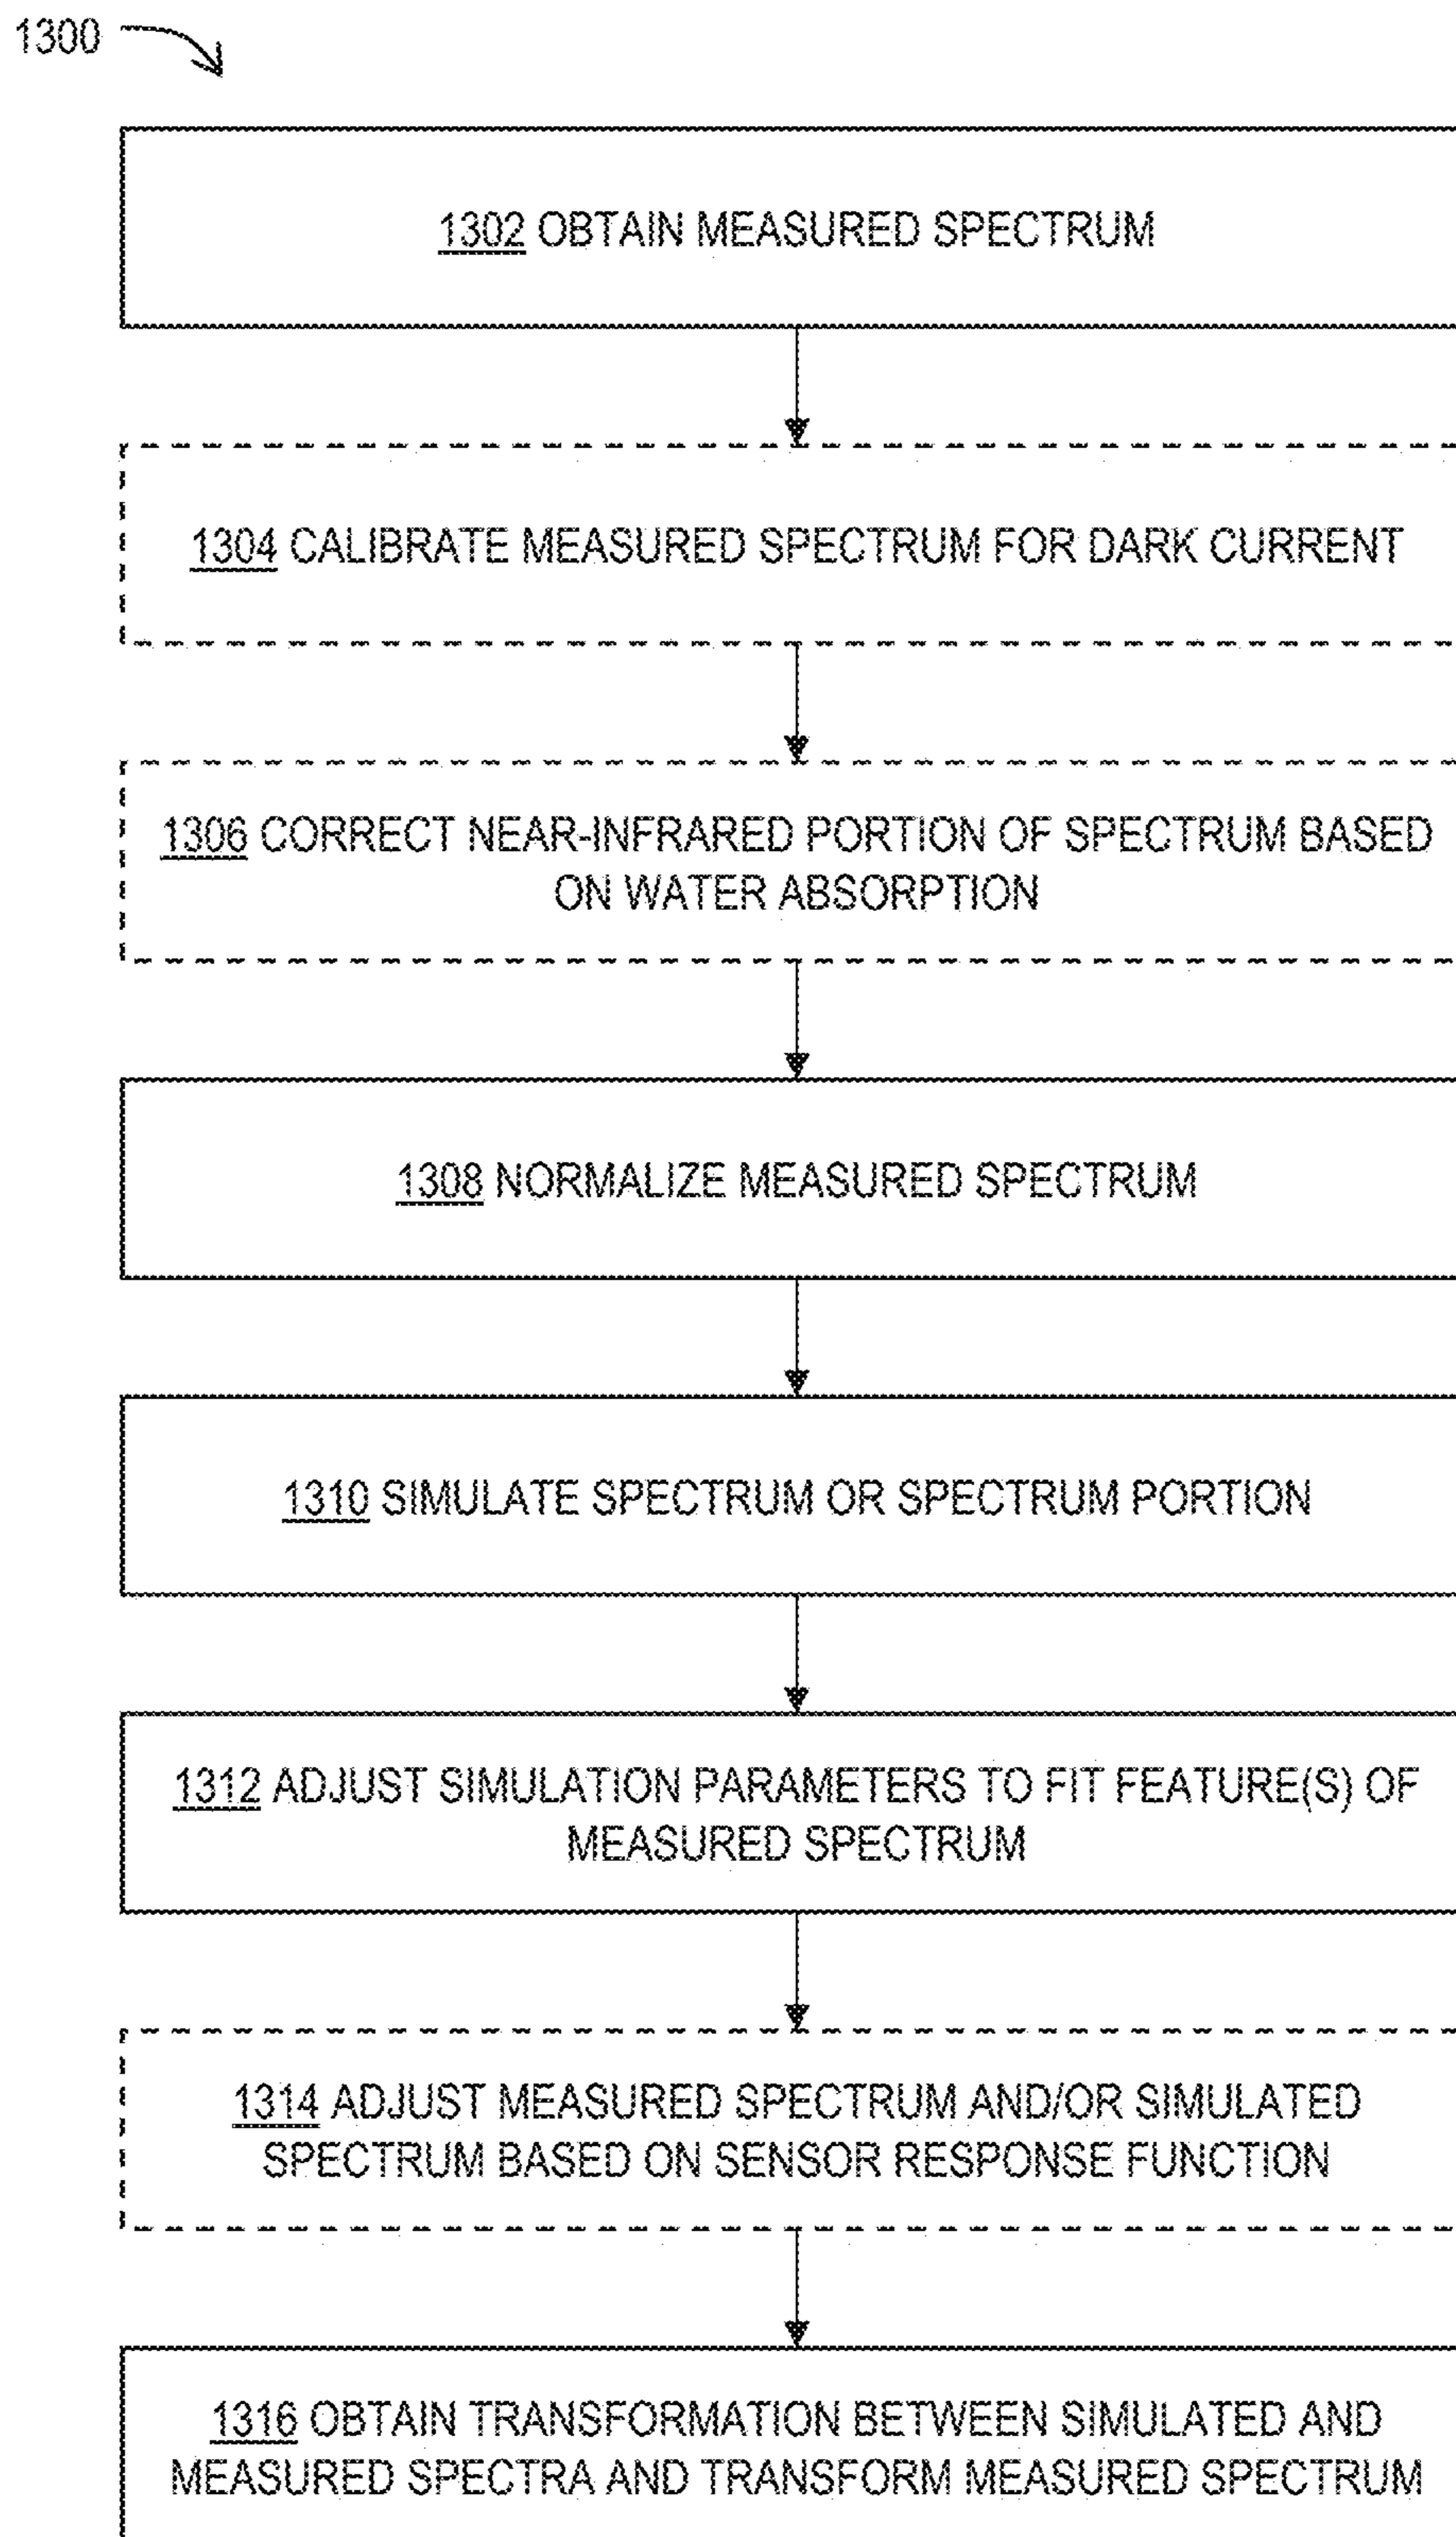 1300
1302 OBTAIN MEASURED SPECTRUM
1304 CALIBRATE MEASURED SPECTRUM FOR DARK CURRENT
1306 CORRECT NEAR-INFRARED PORTION OF SPECTRUM BASED
ON WATER ABSORPTION
1308 NORMALIZE MEASURED SPECTRUM
1310 SIMULATE SPECTRUM OR SPECTRUM PORTION
1312 ADJUST SIMULATION PARAMETERS TO FIT FEATURE(S) OF
MEASURED SPECTRUM
1314 ADJUST MEASURED SPECTRUM AND/OR SIMULATED
SPECTRUM BASED ON SENSOR RESPONSE FUNCTION
1316 OBTAIN TRANSFORMATION BETWEEN SIMULATED AND
MEASURED SPECTRA AND TRANSFORM MEASURED SPECTRUM